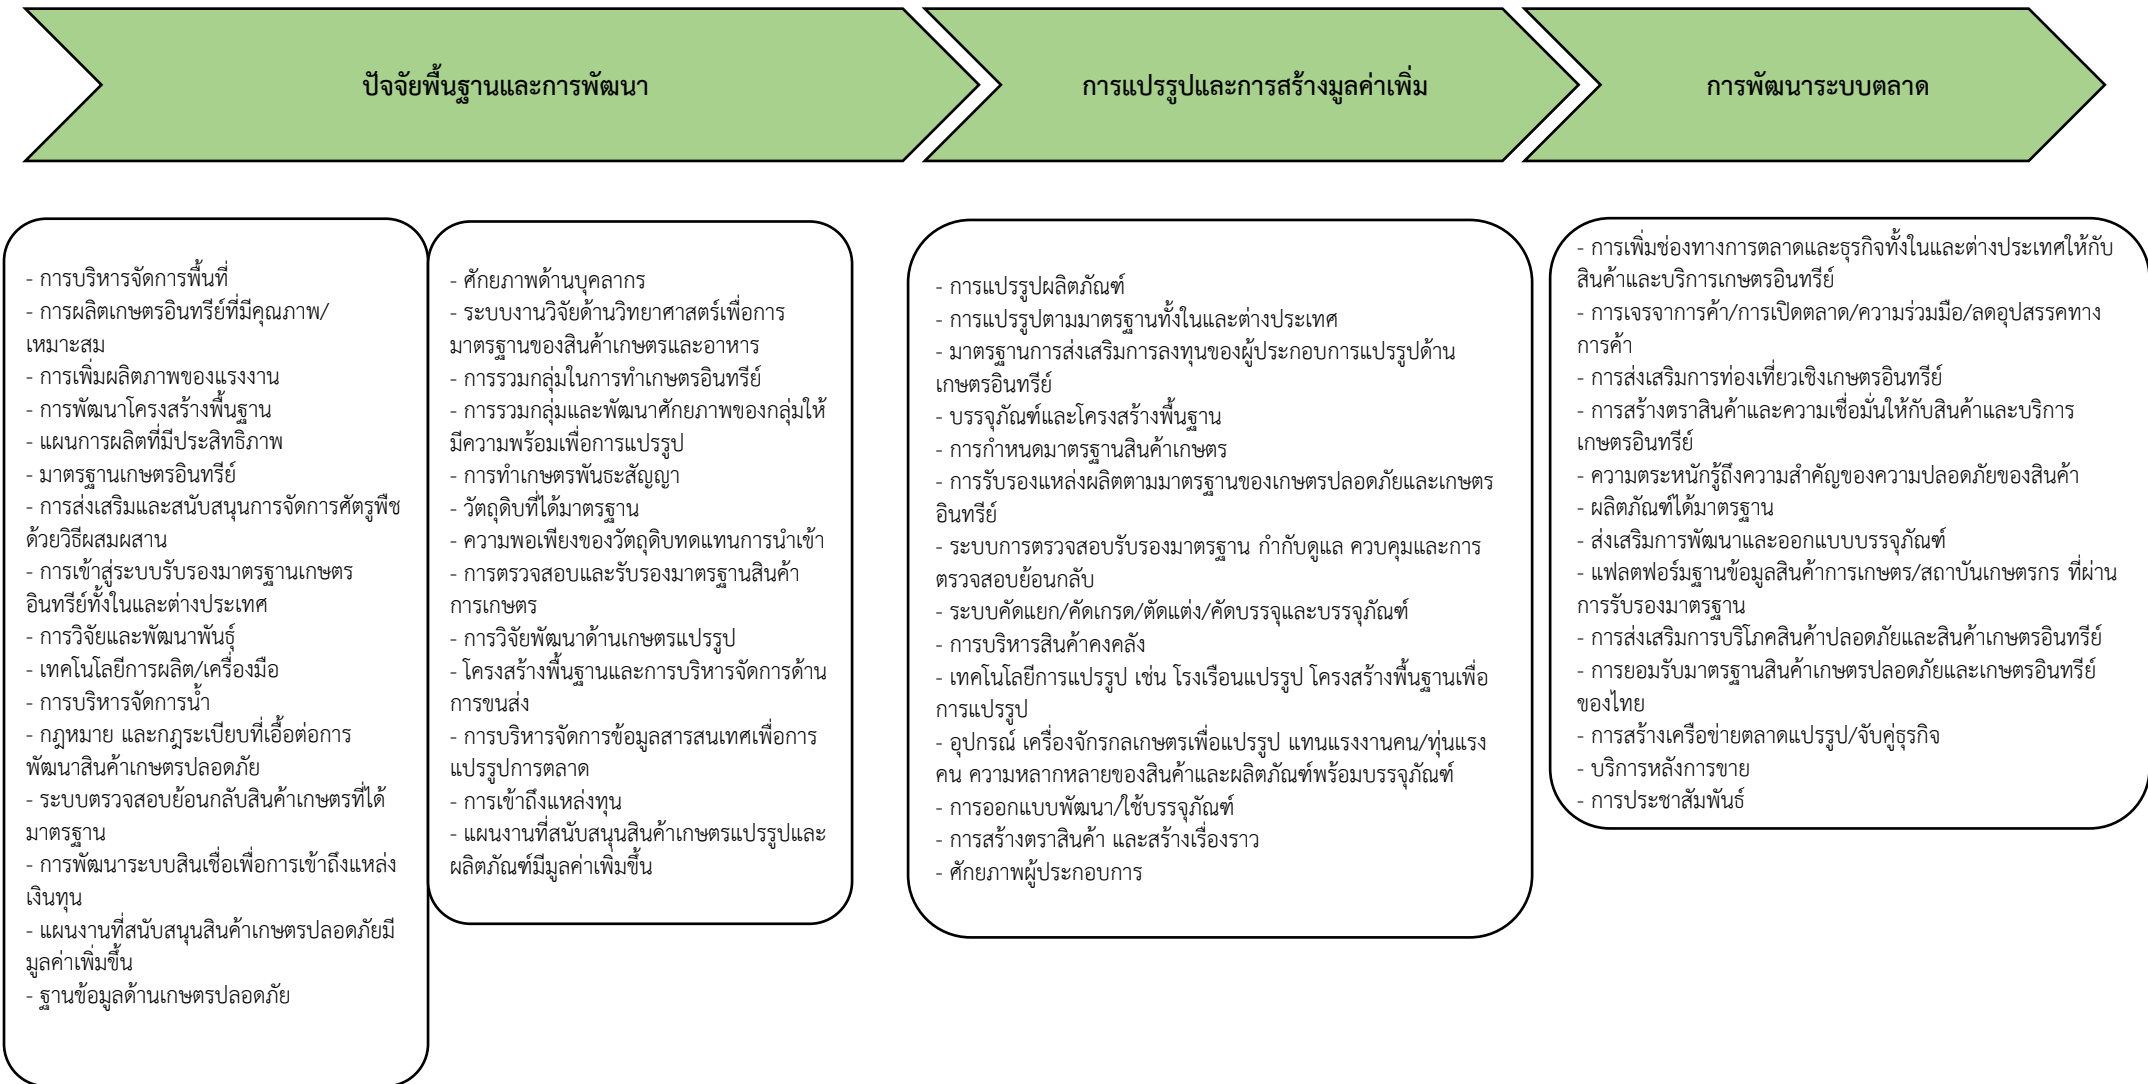 ปัจจัยพื้นฐานและการพัฒนา
การแปรรูปและการสร้างมูลค่าเพิ่ม
การพัฒนาระบบตลาด
- การบริหารจัดการพื้นที่
- การผลิตเกษตรอินทรีย์ที่มีคุณภาพ/
เหมาะสม
- การเพิ่มผลิตภาพของแรงงาน
- การพัฒนาโครงสร้างพื้นฐาน
- แผนการผลิตที่มีประสิทธิภาพ
- มาตรฐานเกษตรอินทรีย์
- การส่งเสริมและสนับสนุนการจัดการศัตรูพืช
ด้วยวิธีผสมผสาน
- การเข้าสู่ระบบรับรองมาตรฐานเกษตร
อินทรีย์ทั้งในและต่างประเทศ
- การวิจัยและพัฒนาพันธุ์
- เทคโนโลยีการผลิต/เครื่องมือ
- การบริหารจัดการน้ำ
- กฎหมาย และกฎระเบียบที่เอื้อต่อการ
พัฒนาสินค้าเกษตรปลอดภัย
- ระบบตรวจสอบย้อนกลับสินค้าเกษตรที่ได้
มาตรฐาน
- การพัฒนาระบบสินเชื่อเพื่อการเข้าถึงแหล่ง
เงินทุน
- แผนงานที่สนับสนุนสินค้าเกษตรปลอดภัยมี
มูลค่าเพิ่มขึ้น
- ฐานข้อมูลด้านเกษตรปลอดภัย
- ศักยภาพด้านบุคลากร
- ระบบงานวิจัยด้านวิทยาศาสตร์เพื่อการ
มาตรฐานของสินค้าเกษตรและอาหาร
- การรวมกลุ่มในการทำเกษตรอินทรีย์
- การรวมกลุ่มและพัฒนาศักยภาพของกลุ่มให้
มีความพร้อมเพื่อการแปรรูป
- การทำเกษตรพันธะสัญญา
- วัตถุดิบที่ได้มาตรฐาน
- ความพอเพียงของวัตถุดิบทดแทนการนำเข้า
- การตรวจสอบและรับรองมาตรฐานสินค้า
การเกษตร
- การวิจัยพัฒนาด้านเกษตรแปรรูป
- โครงสร้างพื้นฐานและการบริหารจัดการด้าน
การขนส่ง
- การบริหารจัดการข้อมูลสารสนเทศเพื่อการ
แปรรูปการตลาด
- การเข้าถึงแหล่งทุน
- แผนงานที่สนับสนุนสินค้าเกษตรแปรรูปและ
ผลิตภัณฑ์มีมูลค่าเพิ่มขึ้น
- การแปรรูปผลิตภัณฑ์
- การแปรรูปตามมาตรฐานทั้งในและต่างประเทศ
- มาตรฐานการส่งเสริมการลงทุนของผู้ประกอบการแปรรูปด้าน
เกษตรอินทรีย์
- บรรจุภัณฑ์และโครงสร้างพื้นฐาน
- การกำหนดมาตรฐานสินค้าเกษตร
- การรับรองแหล่งผลิตตามมาตรฐานของเกษตรปลอดภัยและเกษตร
อินทรีย์
- ระบบการตรวจสอบรับรองมาตรฐาน กำกับดูแล ควบคุมและการ
ตรวจสอบย้อนกลับ
- ระบบคัดแยก/คัดเกรด/ตัดแต่ง/คัดบรรจุและบรรจุภัณฑ์
- การบริหารสินค้าคงคลัง
- เทคโนโลยีการแปรรูป เช่น โรงเรือนแปรรูป โครงสร้างพื้นฐานเพื่อ
การแปรรูป
- อุปกรณ์ เครื่องจักรกลเกษตรเพื่อแปรรูป แทนแรงงานคน/ทุ่นแรง
คน ความหลากหลายของสินค้าและผลิตภัณฑ์พร้อมบรรจุภัณฑ์
- การออกแบบพัฒนา/ใช้บรรจุภัณฑ์
- การสร้างตราสินค้า และสร้างเรื่องราว
- ศักยภาพผู้ประกอบการ
- การเพิ่มช่องทางการตลาดและธุรกิจทั้งในและต่างประเทศให้กับ
สินค้าและบริการเกษตรอินทรีย์
- การเจรจาการค้า/การเปิดตลาด/ความร่วมมือ/ลดอุปสรรคทาง
การค้า
- การส่งเสริมการท่องเที่ยวเชิงเกษตรอินทรีย์
- การสร้างตราสินค้าและความเชื่อมั่นให้กับสินค้าและบริการ
เกษตรอินทรีย์
- ความตระหนักรู้ถึงความสำคัญของความปลอดภัยของสินค้า
- ผลิตภัณฑ์ได้มาตรฐาน
- ส่งเสริมการพัฒนาและออกแบบบรรจุภัณฑ์
- แฟลตฟอร์มฐานข้อมูลสินค้าการเกษตร/สถาบันเกษตรกร ที่ผ่าน
การรับรองมาตรฐาน
- การส่งเสริมการบริโภคสินค้าปลอดภัยและสินค้าเกษตรอินทรีย์
- การยอมรับมาตรฐานสินค้าเกษตรปลอดภัยและเกษตรอินทรีย์
ของไทย
- การสร้างเครือข่ายตลาดแปรรูป/จับคู่ธุรกิจ
- บริการหลังการขาย
- การประชาสัมพันธ์